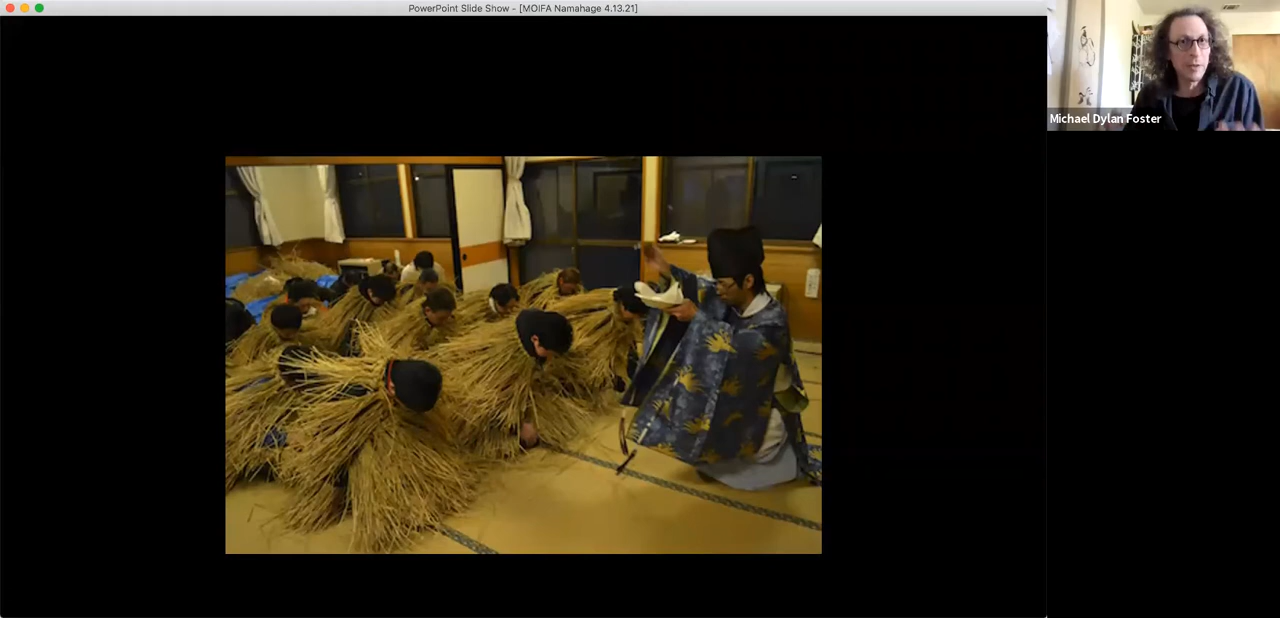 PowerPoint Slide Show - [MOIFA Namahage 4.13.21]
Michael Dylan Foster